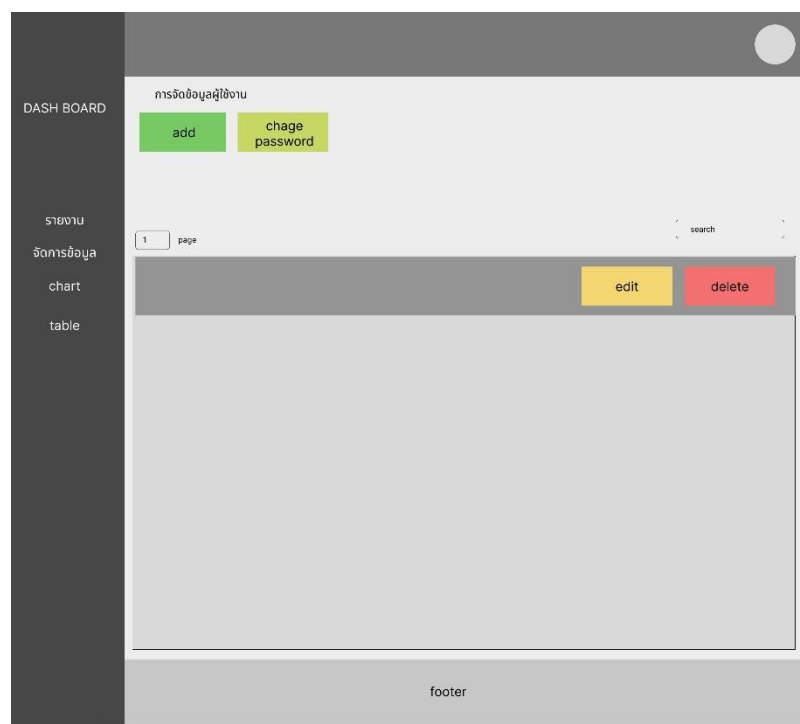 DASH BOARD
รายงาน
จัดการข้อมูล
chart
table
การจัดข้อมูลผู้ใช้งาน
add
chage
password
1 page
search
edit
delete
footer